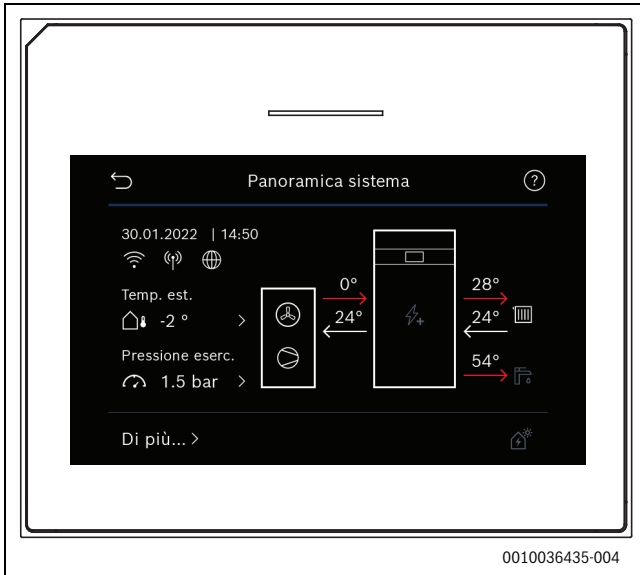 Panoramica sistema ?
30.01.2022 | 14:50
Temp. est.
-2 ° >
Pressione eserc.
1.5 bar >
0°
24°
28°
24°
54°
Di più... >
0010036435-004